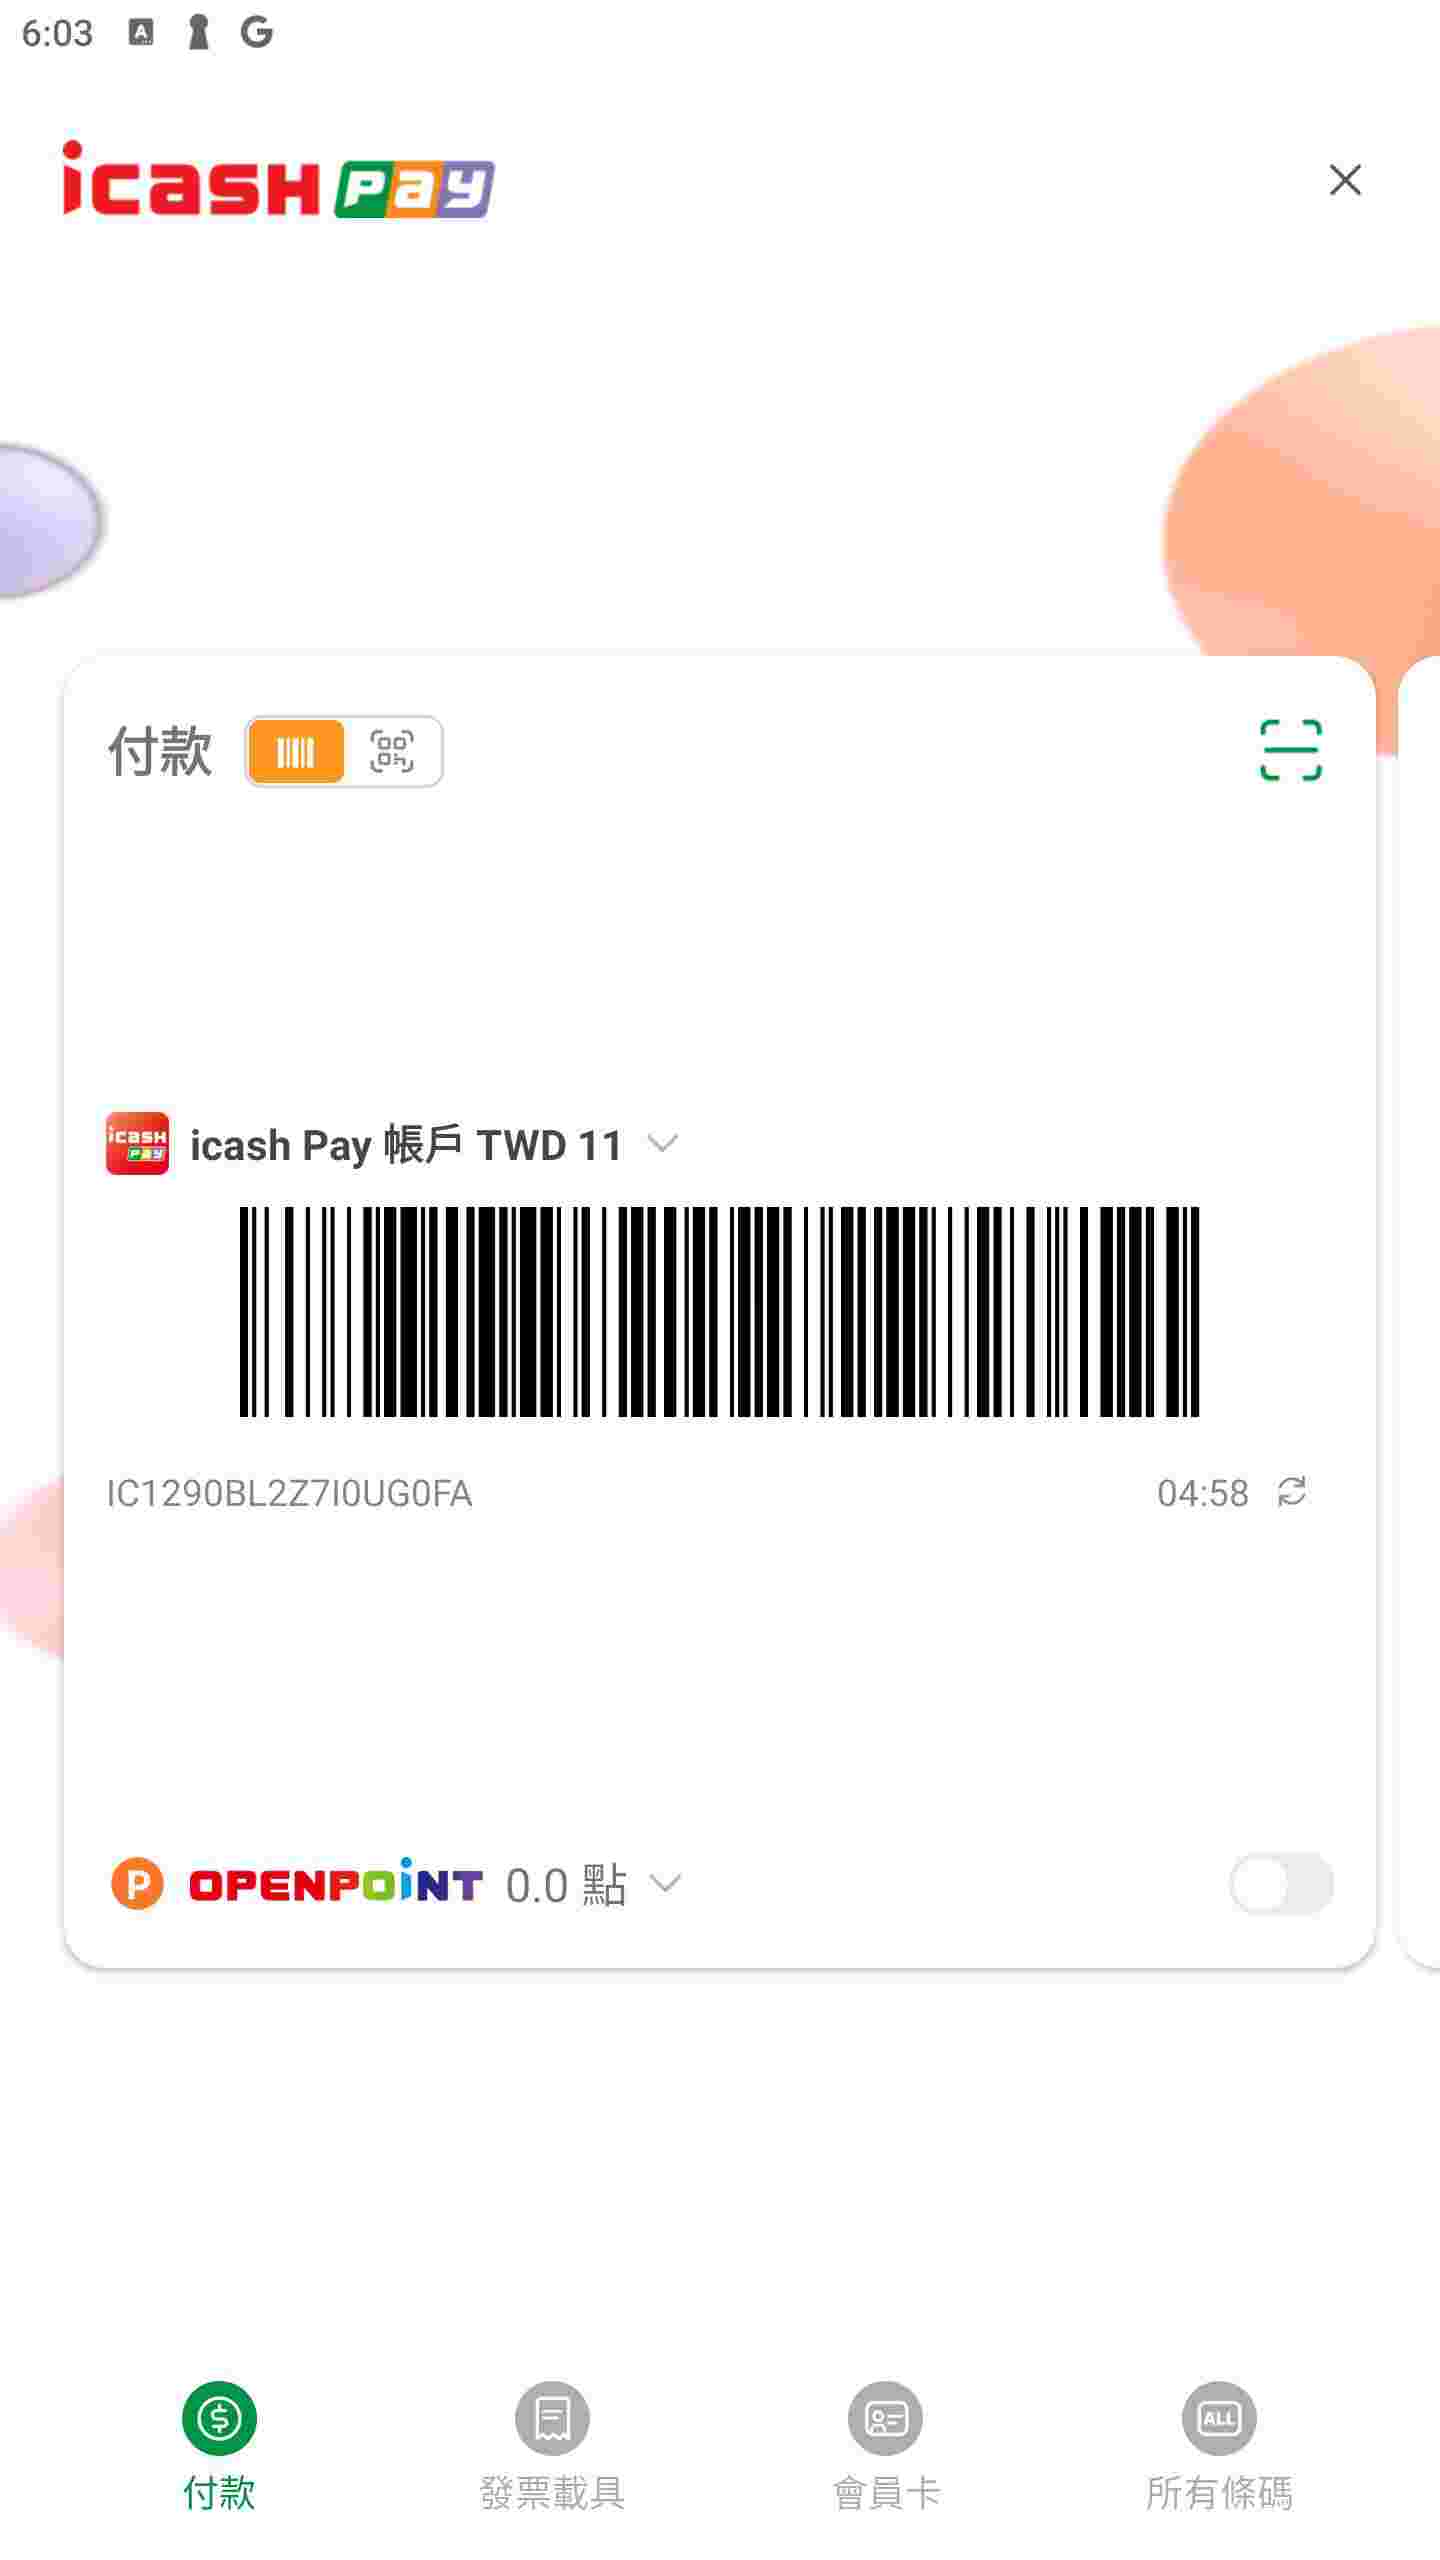 6:03
icash Pay
付款
icash Pay 帳戶 TWD 11
IC1290BL2Z7I0UG0FA
04:58
OPENPOINT 0.0 點
付款
發票載具
會員卡
ALL
所有條碼